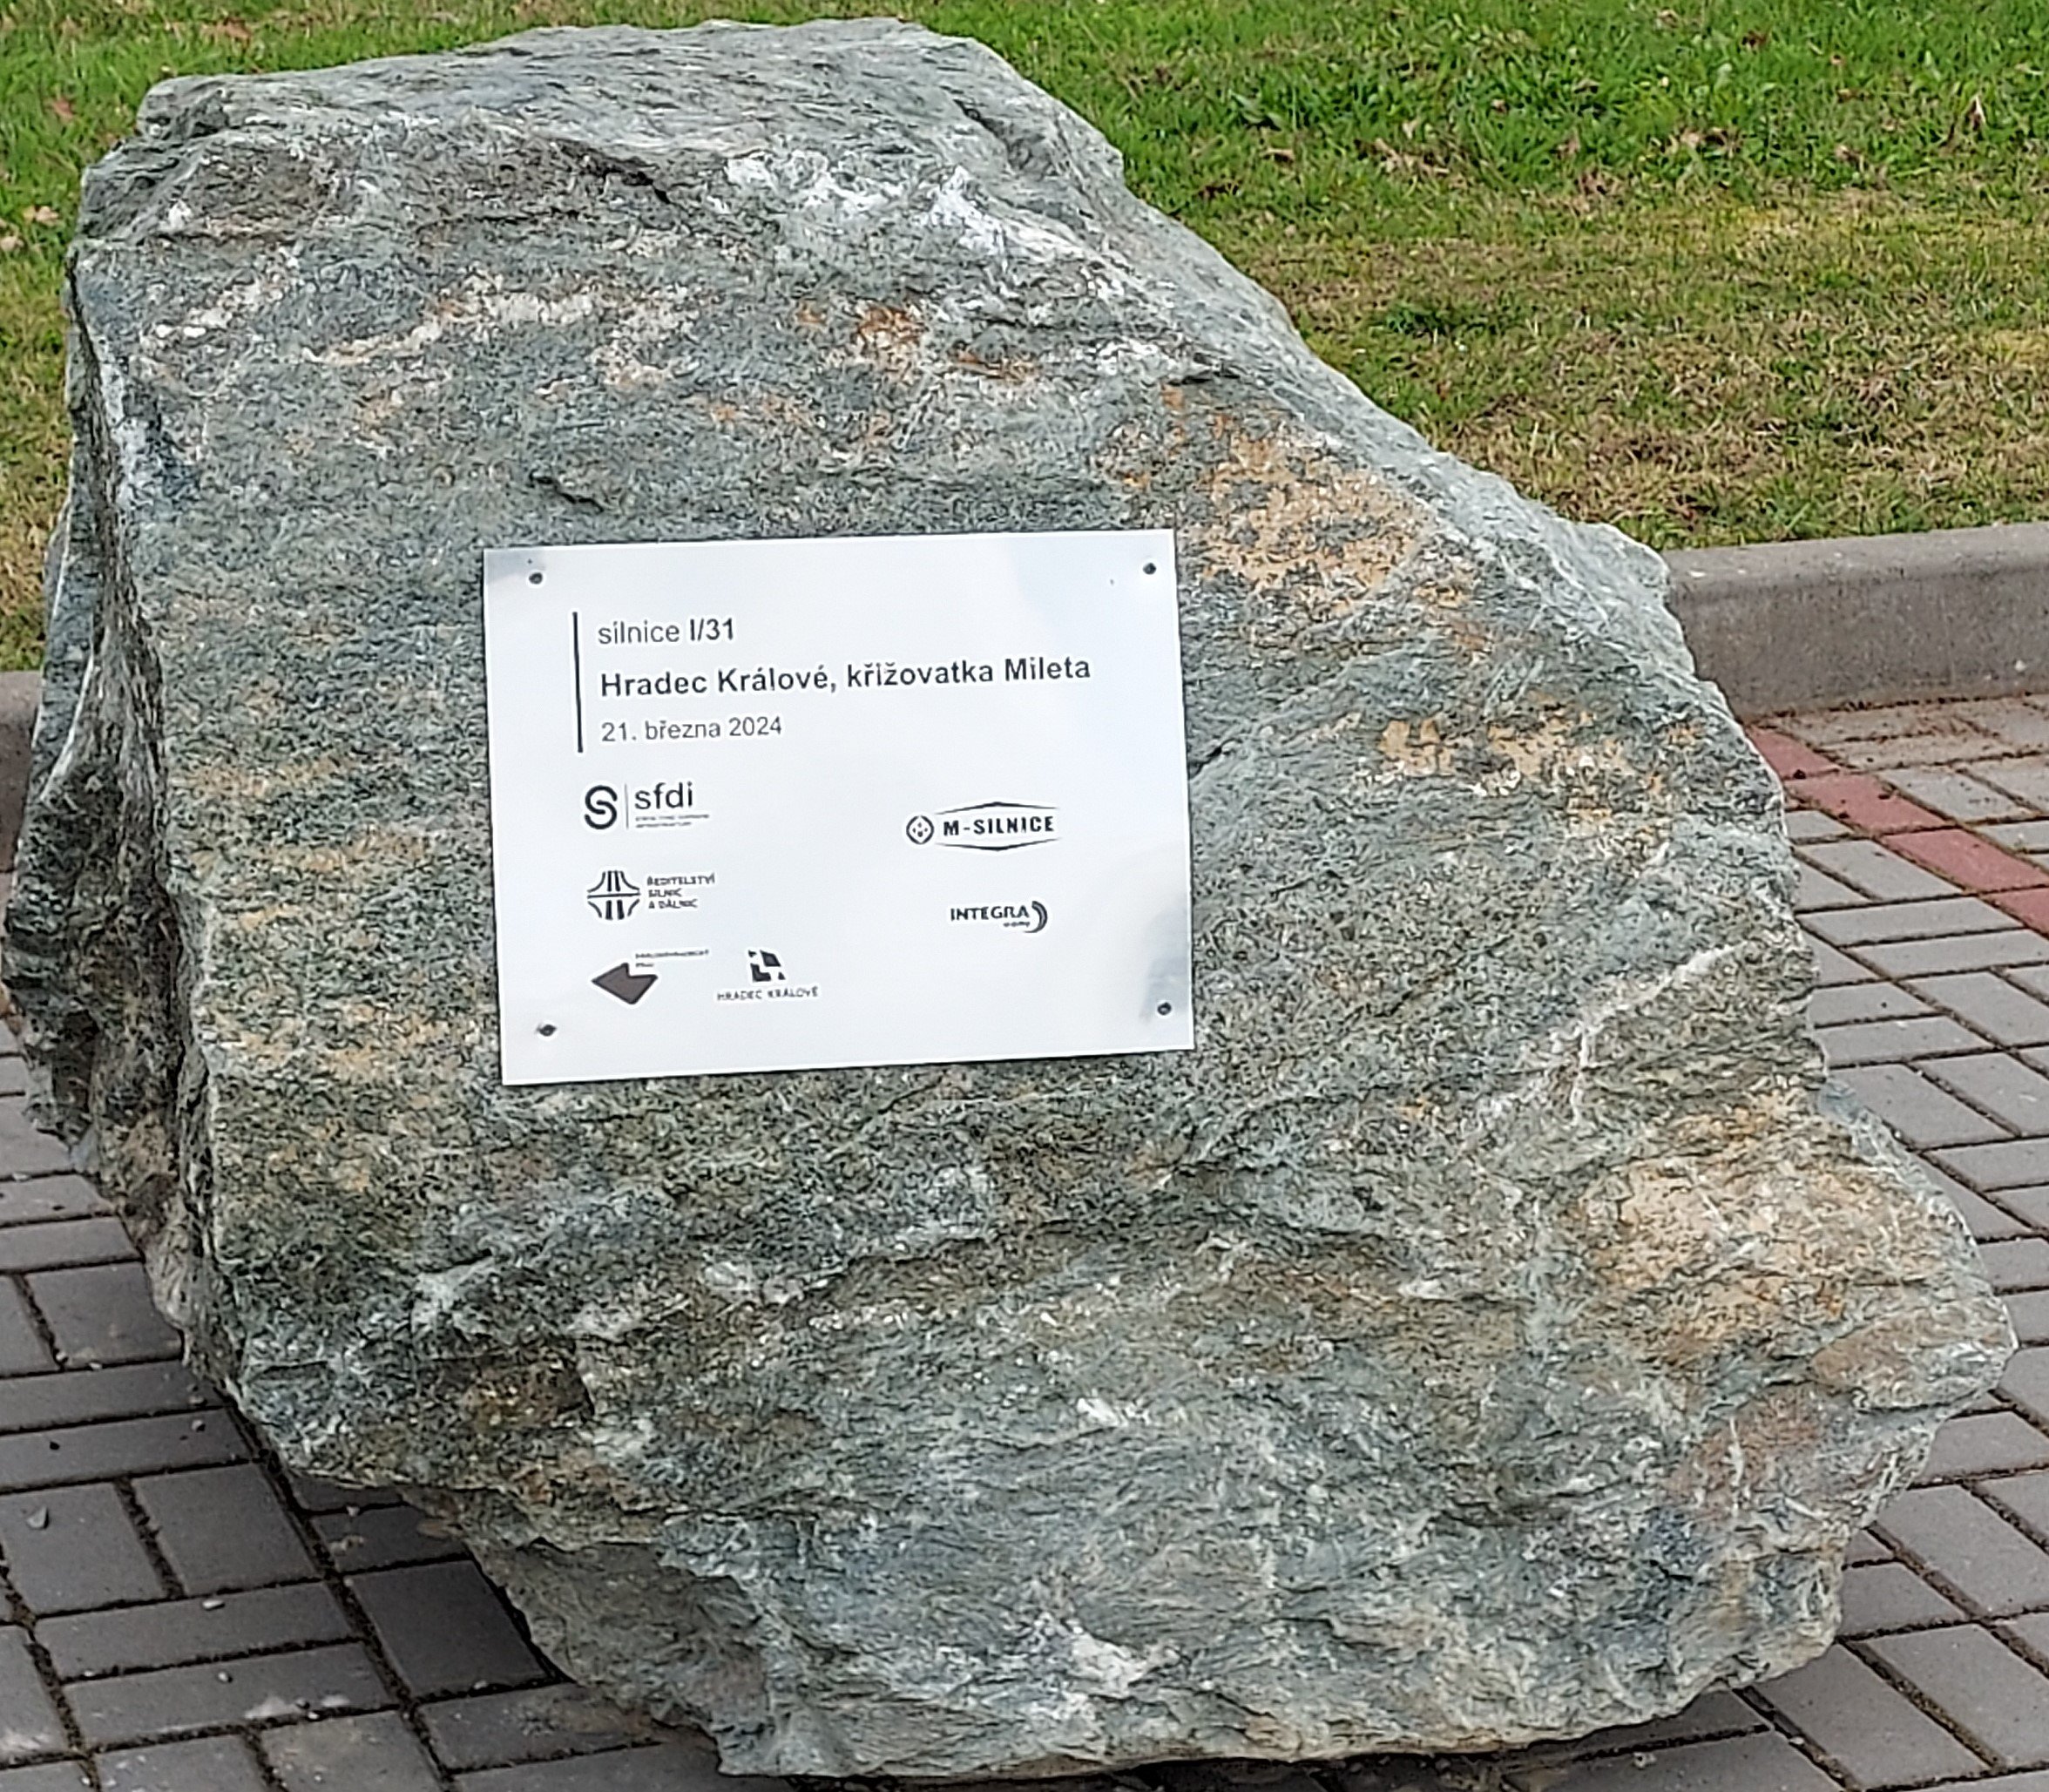 silnice I/31
Hradec Králové, křižovatka Mileta
21. března 2024
sfdi
M-SILNICE
ŘEDITELSTVÍ
SILNIC
A DÁLNIC
INTEGRA
HRADEC KRÁLOVÉ